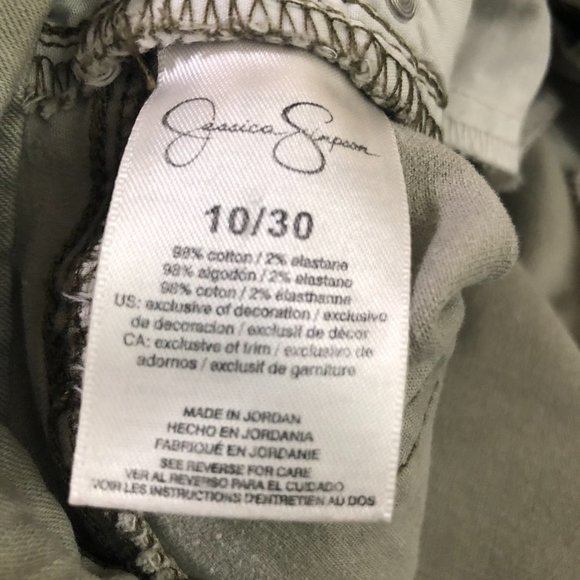 Jessica Simpson
10/30
98% cotton / 2% elastane
98% algodón / 2% elastano
98% coton / 2% élasthanne
US: exclusive of decoration / exclusivo
de decoracion / exclusif de décor
CA: exclusive of trim / exclusivo de
adornos / exclusif de garniture
MADE IN JORDAN
HECHO EN JORDANIA
FABRIQUÉ EN JORDANIE
SEE REVERSE FOR CARE
VER AL REVERSO PARA EL CUIDADO
VOIR LES INSTRUCTIONS D'ENTRETIEN AU DOS